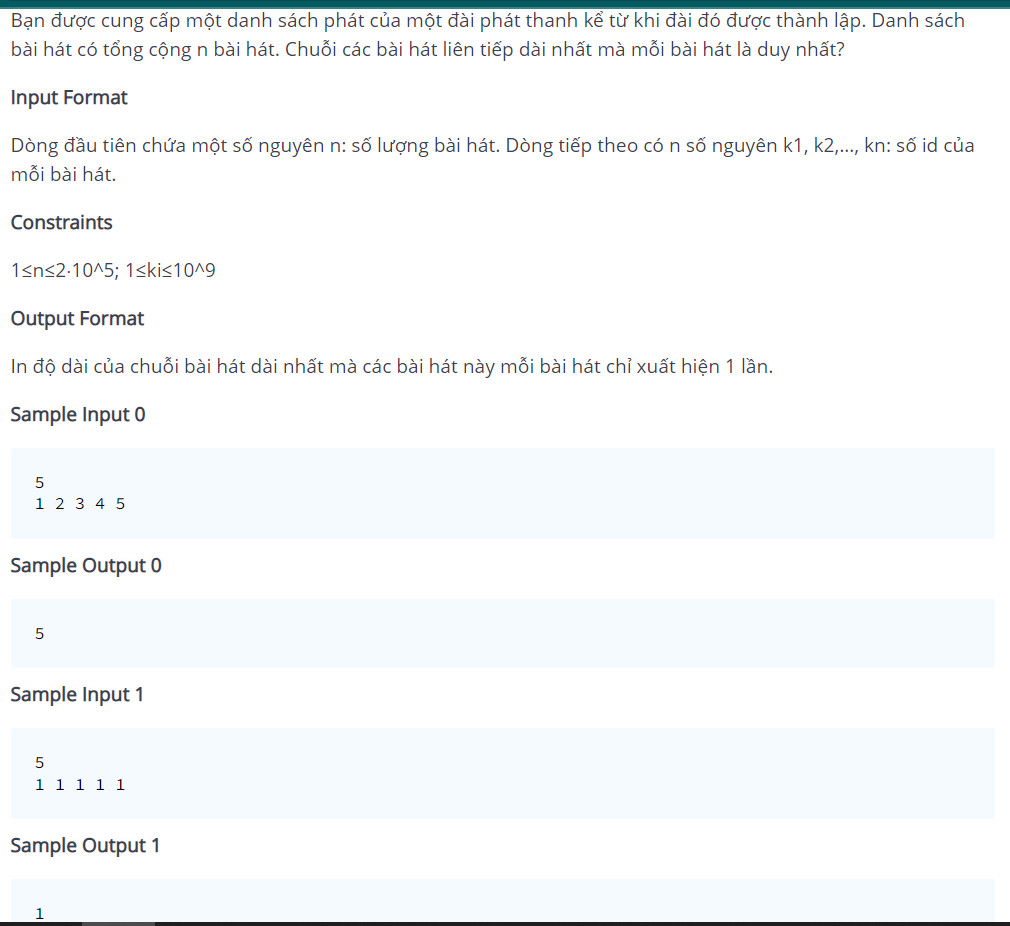 Bạn được cung cấp một danh sách phát của một đài phát thanh kể từ khi đài đó được thành lập. Danh sách
bài hát có tổng cộng n bài hát. Chuỗi các bài hát liên tiếp dài nhất mà mỗi bài hát là duy nhất?
Input Format
Dòng đầu tiên chứa một số nguyên n: số lượng bài hát. Dòng tiếp theo có n số nguyên k1, k2,..., kn: số id của
mỗi bài hát.
Constraints
1≤n≤2⋅10^5; 1≤ki≤10^9
Output Format
In độ dài của chuỗi bài hát dài nhất mà các bài hát này mỗi bài hát chỉ xuất hiện 1 lần.
Sample Input 0
5
1 2 3 4 5
Sample Output 0
5
Sample Input 1
5
1 1 1 1 1
Sample Output 1
1